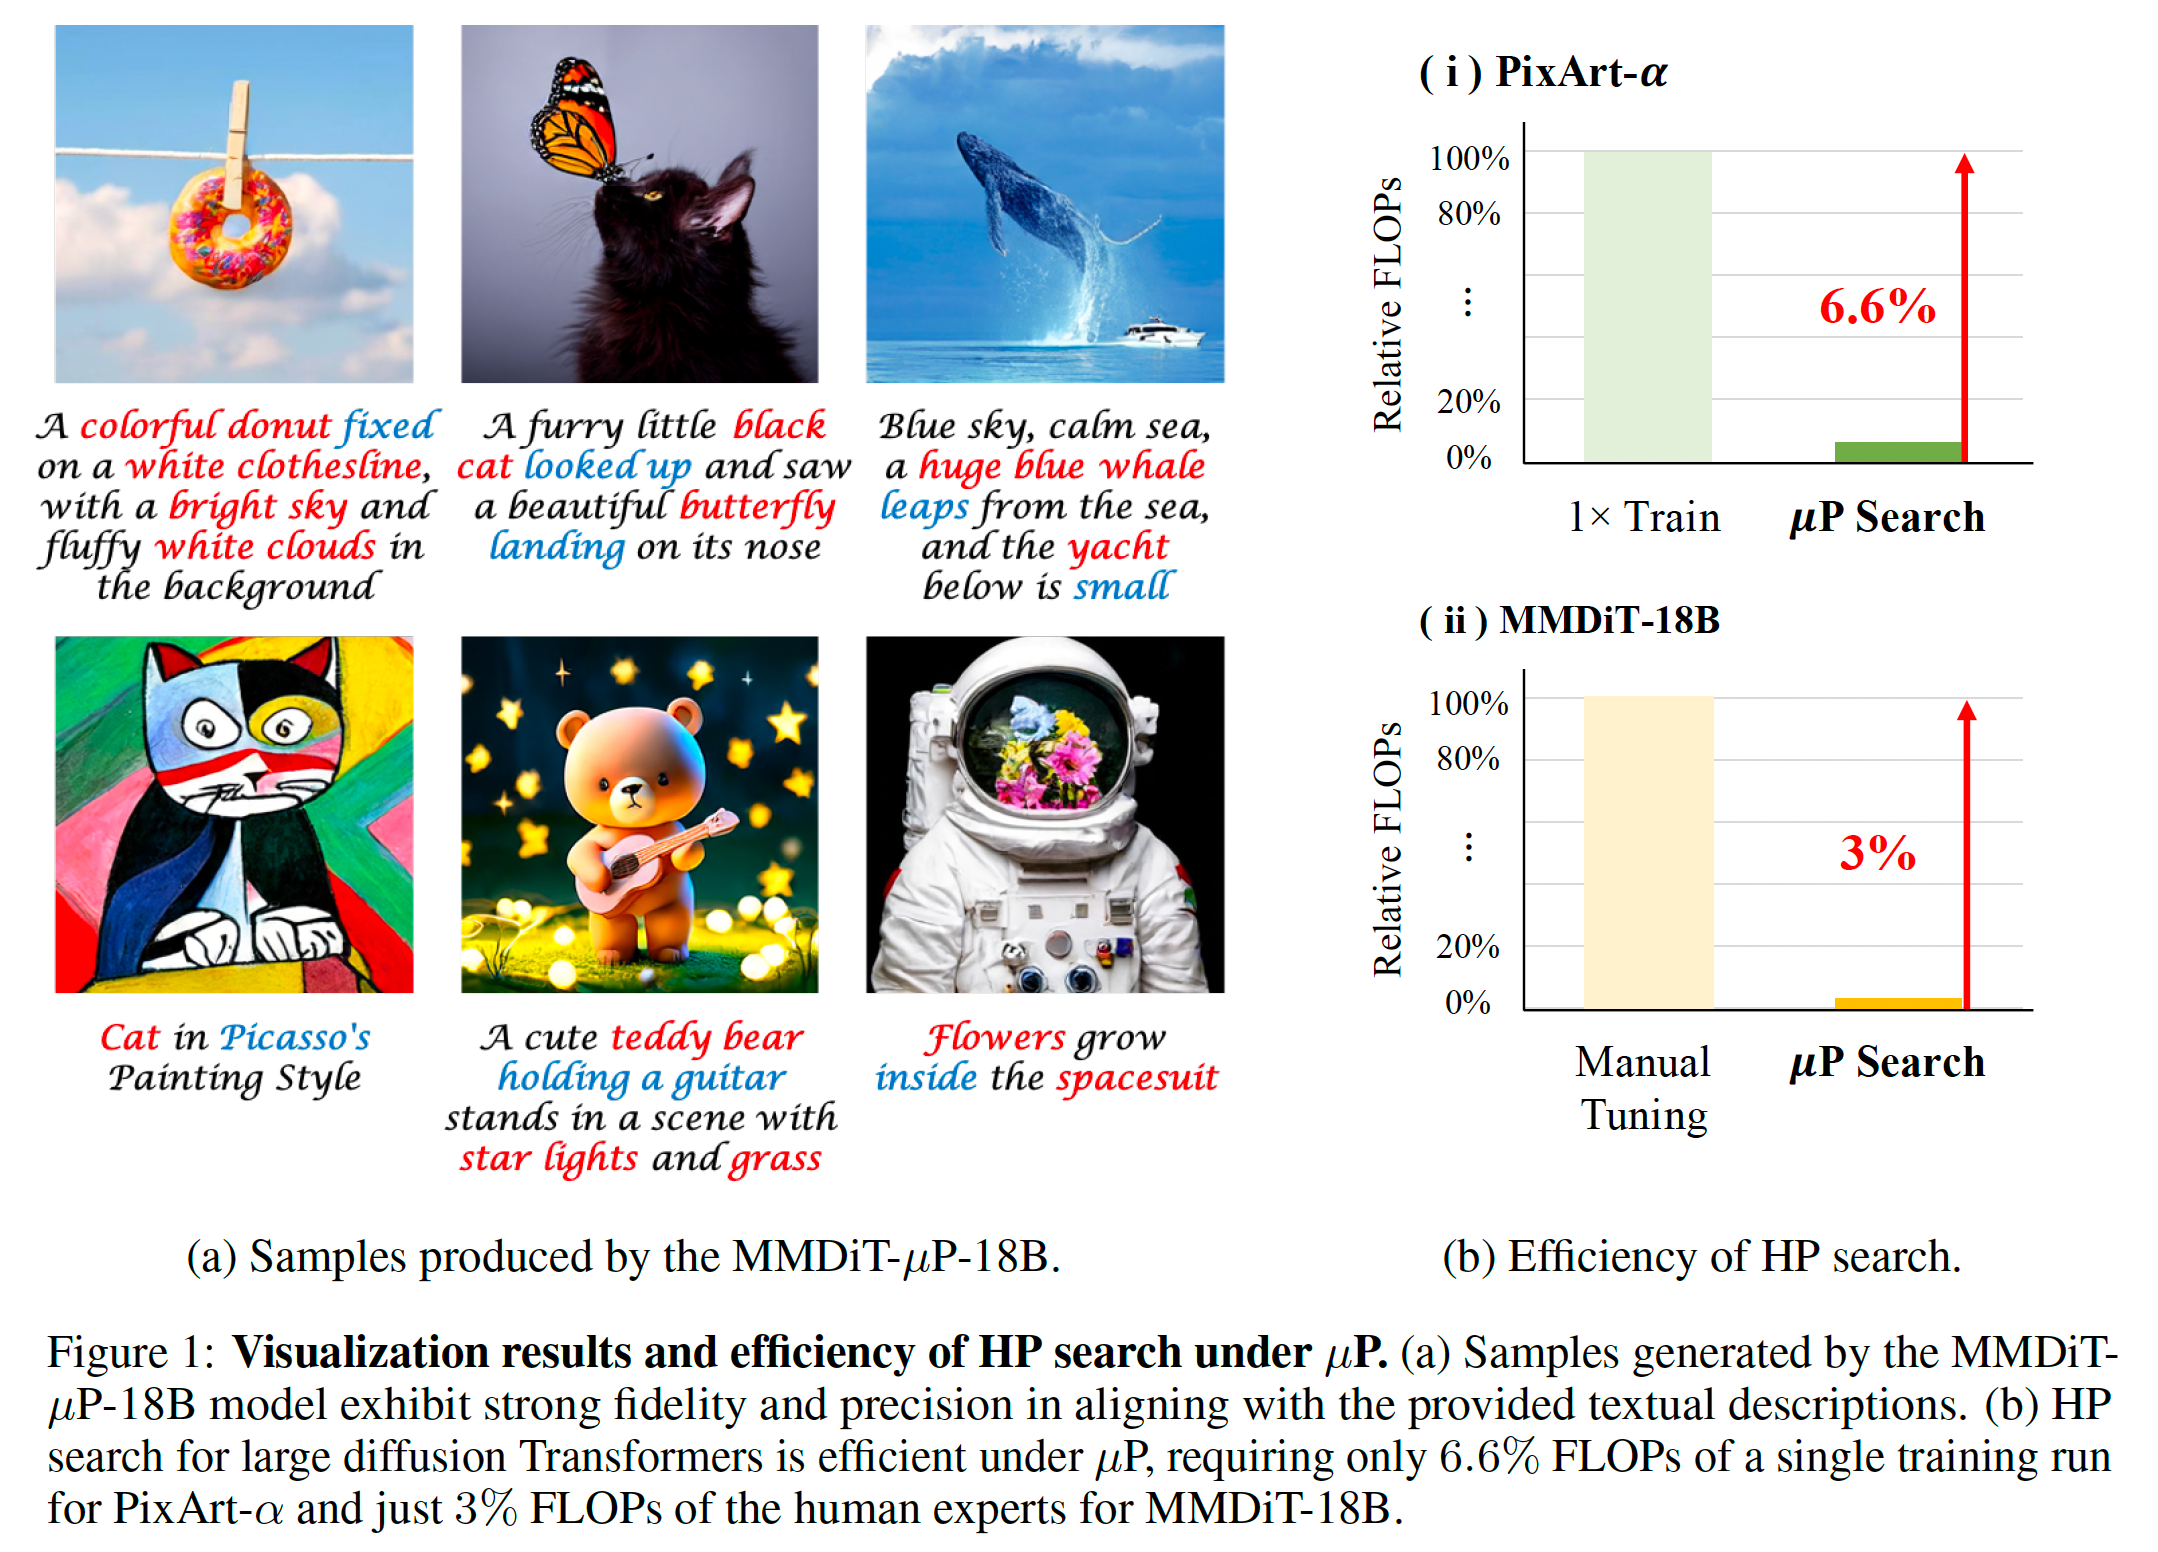 A colorful donut fixed
on a white clothesline,
with a bright sky and
fluffy white clouds in
the background
A furry little black
cat looked up and saw
a beautiful butterfly
landing on its nose
Blue sky, calm sea,
a huge blue whale
leaps from the sea,
and the yacht
below is small
Cat in Picasso's
Painting Style
A cute teddy bear
holding a guitar
stands in a scene with
star lights and grass
Flowers grow
inside the spacesuit
(a) Samples produced by the MMDiT-μP-18B.
( i ) PixArt-α
Relative FLOPs
100%
80%
⋮
20%
0%
6.6%
1× Train
μP Search
( ii ) MMDiT-18B
Relative FLOPs
100%
80%
⋮
20%
0%
3%
Manual
Tuning
μP Search
(b) Efficiency of HP search.
Figure 1: Visualization results and efficiency of HP search under μP. (a) Samples generated by the MMDiT-
μP-18B model exhibit strong fidelity and precision in aligning with the provided textual descriptions. (b) HP
search for large diffusion Transformers is efficient under μP, requiring only 6.6% FLOPs of a single training run
for PixArt-α and just 3% FLOPs of the human experts for MMDiT-18B.